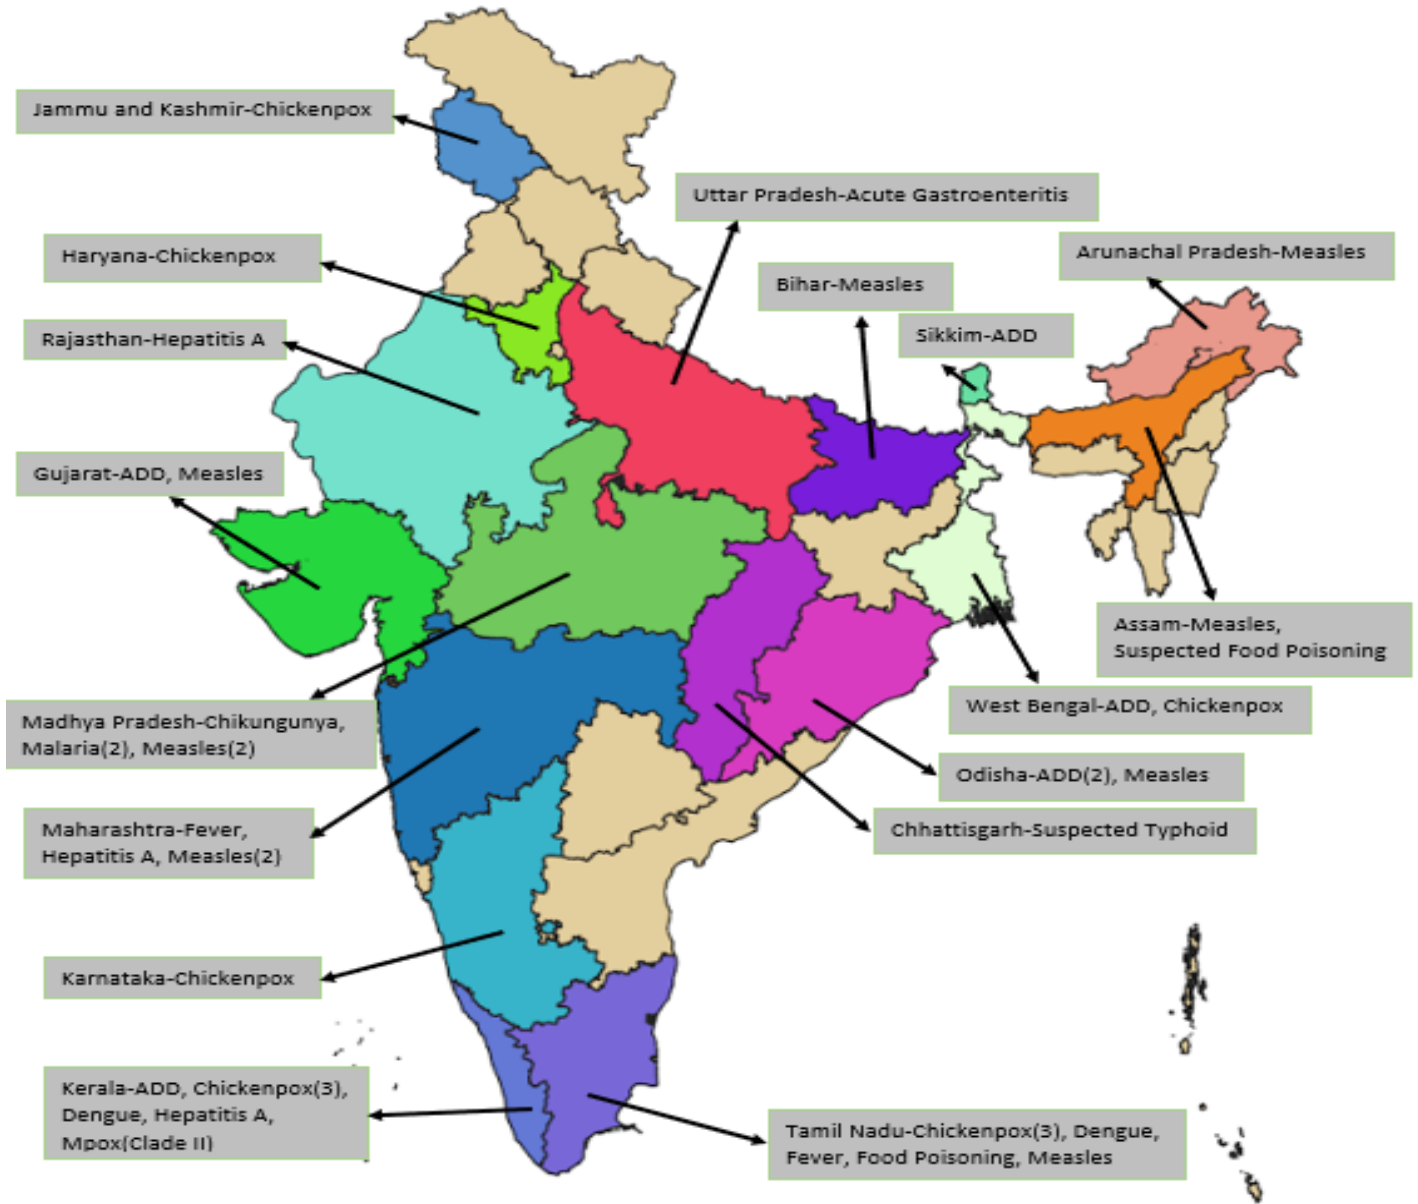 Jammu and Kashmir-Chickenpox
Uttar Pradesh-Acute Gastroenteritis
Haryana-Chickenpox
Arunachal Pradesh-Measles
Bihar-Measles
Sikkim-ADD
Rajasthan-Hepatitis A
Gujarat-ADD, Measles
Assam-Measles,
Suspected Food Poisoning
West Bengal-ADD, Chickenpox
Madhya Pradesh-Chikungunya,
Malaria(2), Measles(2)
Odisha-ADD(2), Measles
Chhattisgarh-Suspected Typhoid
Maharashtra-Fever,
Hepatitis A, Measles(2)
Karnataka-Chickenpox
Kerala-ADD, Chickenpox(3),
Dengue, Hepatitis A,
Mpox(Clade II)
Tamil Nadu-Chickenpox(3), Dengue,
Fever, Food Poisoning, Measles